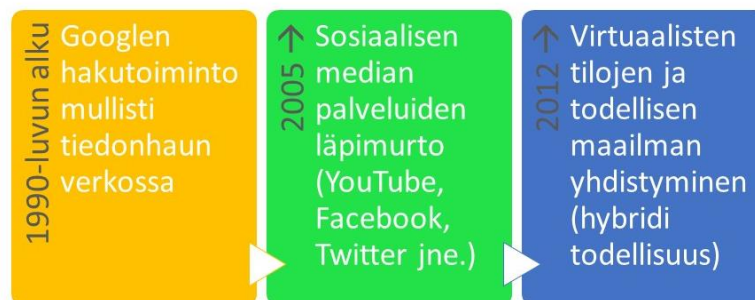 1990-luvun alku
Googlen
hakutoiminto
mullisti
tiedonhaun
verkossa
2005 →
Sosiaalisen
median
palveluiden
läpimurto
(YouTube,
Facebook,
Twitter jne.)
2012 →
Virtuaalisten
tilojen ja
todellisen
maailman
yhdistyminen
(hybridi
todellisuus)